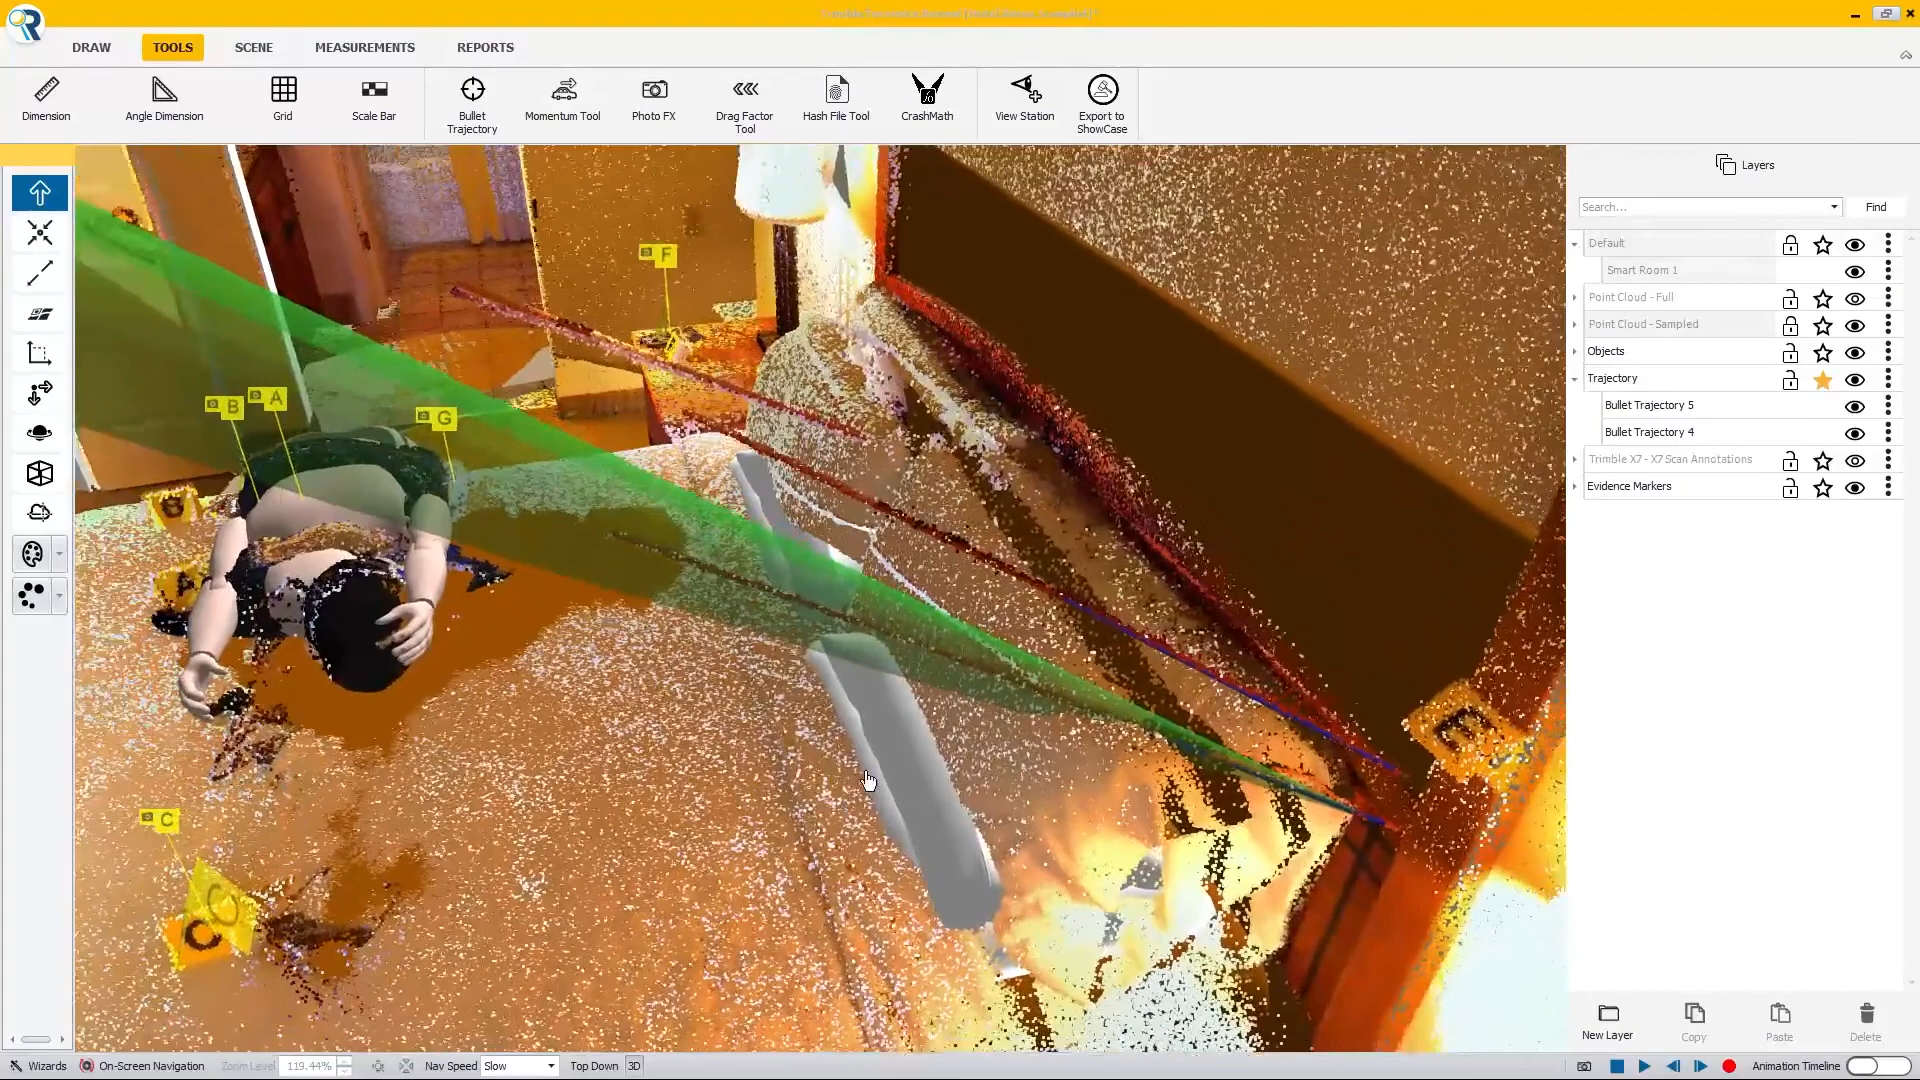 DRAW
TOOLS
SCENE
MEASUREMENTS
REPORTS
Dimension
Angle Dimension
Grid
Scale Bar
Bullet Trajectory
Momentum Tool
Photo FX
Drag Factor Tool
Hash File Tool
CrashMath
View Station
Export to ShowCase
Layers
Search...
Find
Default
Smart Room 1
Point Cloud - Full
Point Cloud - Sampled
Objects
Trajectory
Bullet Trajectory 5
Bullet Trajectory 4
Trimble X7 - X7 Scan Annotations
Evidence Markers
F
B
A
G
B
A
E
C
C
C
New Layer
Copy
Paste
Delete
Wizards
On-Screen Navigation
Zoom Level
119.44%
Nav Speed
Slow
Top Down
3D
Animation Timeline